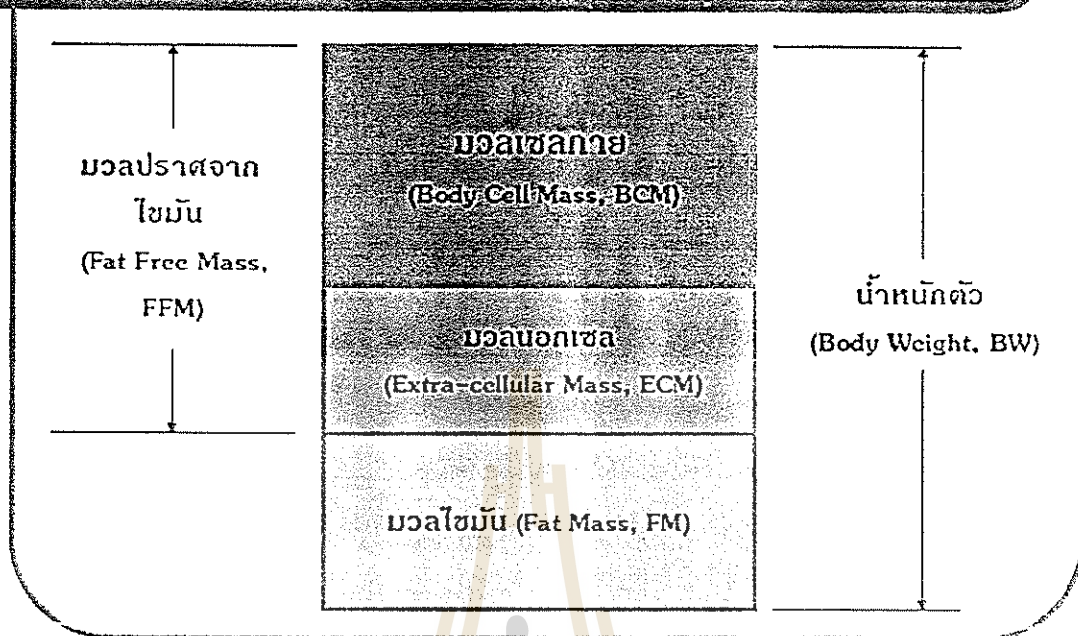 มวลปราศจาก
ไขมัน
(Fat Free Mass,
FFM)
มวลเซลกาย
(Body Cell Mass, BCM)
มวลนอกเซล
(Extra-cellular Mass, ECM)
มวลไขมัน (Fat Mass, FM)
น้ำหนักตัว
(Body Weight, BW)